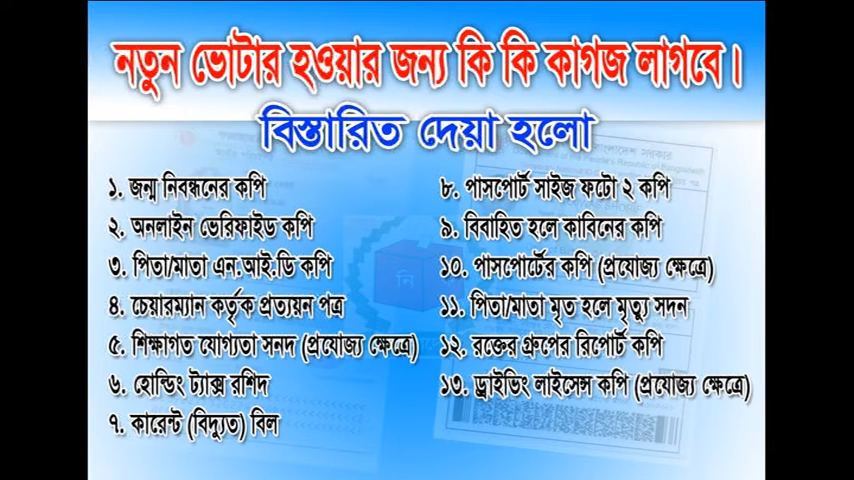 নতুন ভোটার হওয়ার জন্য কি কি কাগজ লাগবে।
বিস্তারিত দেয়া হলো
১. জন্ম নিবন্ধনের কপি
২. অনলাইন ভেরিফাইড কপি
৩. পিতা/মাতা এন.আই.ডি কপি
৪. চেয়ারম্যান কর্তৃক প্রত্যয়ন পত্র
৫. শিক্ষাগত যোগ্যতা সনদ (প্রযোজ্য ক্ষেত্রে)
৬. হোল্ডিং ট্যাক্স রশিদ
৭. কারেন্ট (বিদ্যুত) বিল
৮. পাসপোর্ট সাইজ ফটো ২ কপি
৯. বিবাহিত হলে কাবিনের কপি
১০. পাসপোর্টের কপি (প্রযোজ্য ক্ষেত্রে)
১১. পিতা/মাতা মৃত হলে মৃত্যু সদন
১২. রক্তের গ্রুপের রিপোর্ট কপি
১৩. ড্রাইভিং লাইসেন্স কপি (প্রযোজ্য ক্ষেত্রে)